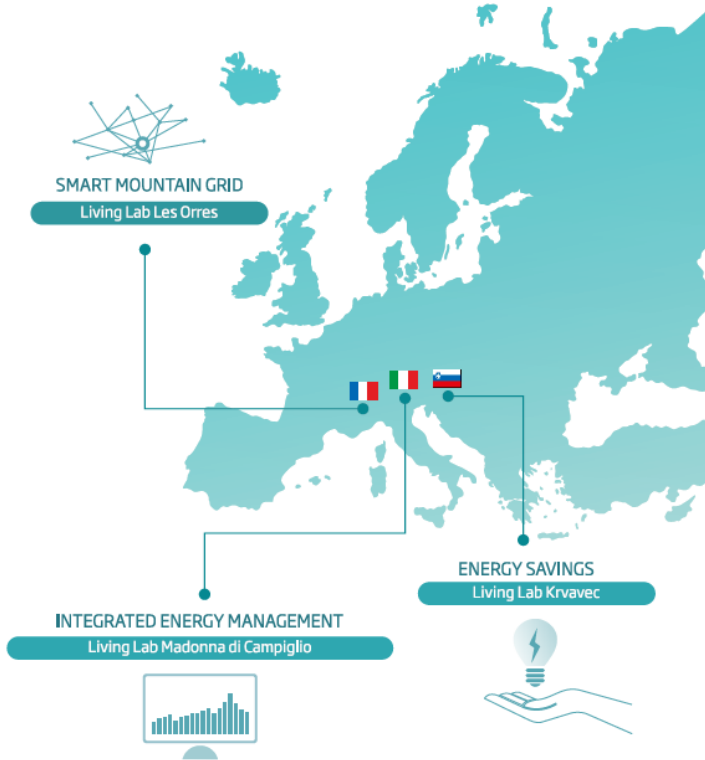 SMART MOUNTAIN GRID
Living Lab Les Orres
ENERGY SAVINGS
Living Lab Krvavec
INTEGRATED ENERGY MANAGEMENT
Living Lab Madonna di Campiglio